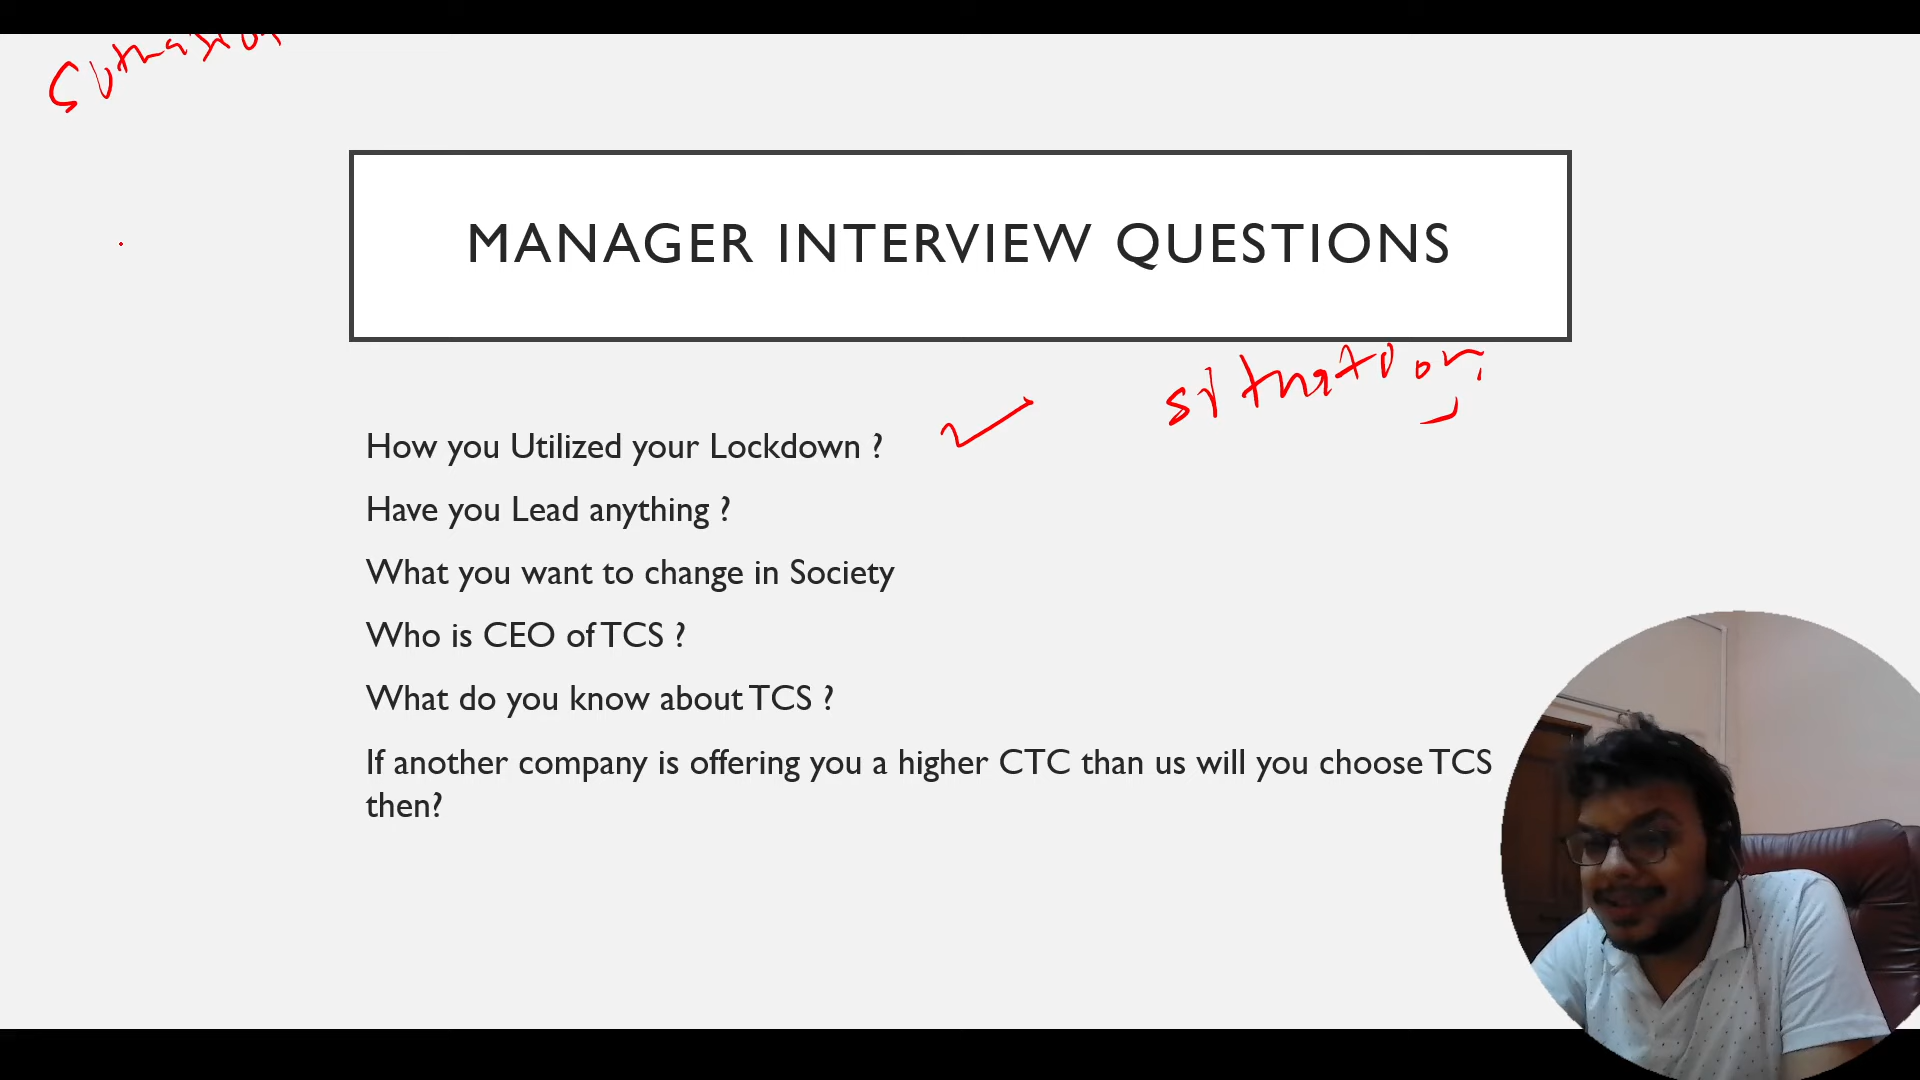 MANAGER INTERVIEW QUESTIONS
situation
How you Utilized your Lockdown ?
Have you Lead anything ?
What you want to change in Society
Who is CEO of TCS ?
What do you know about TCS ?
If another company is offering you a higher CTC than us will you choose TCS
then?